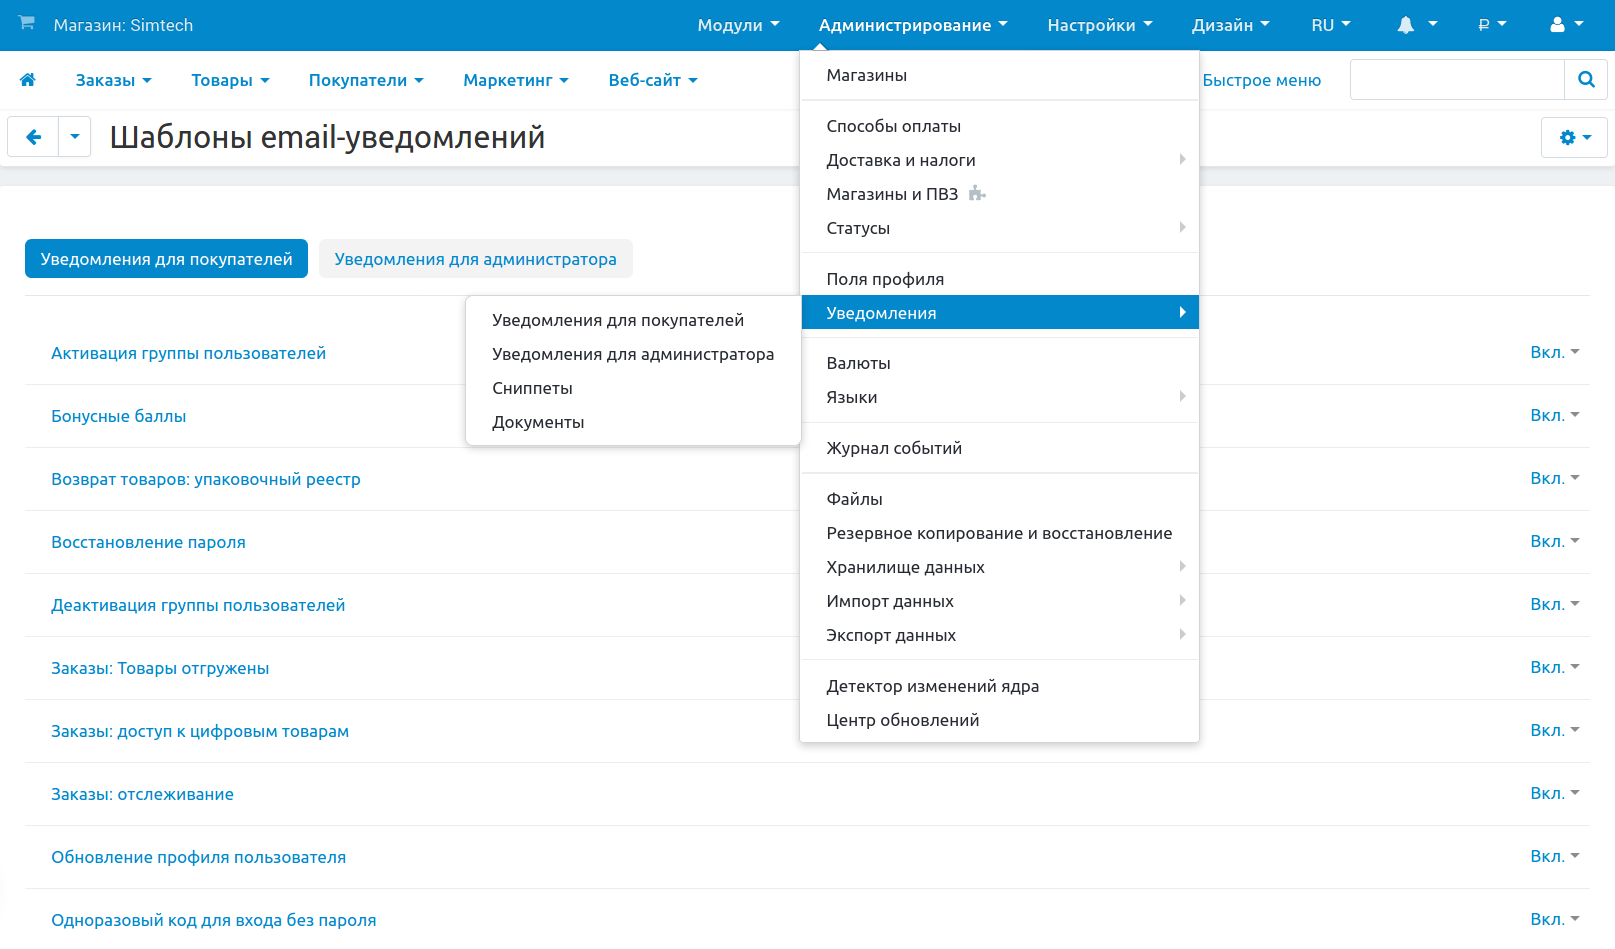 Магазин: Simtech
Модули
Администрирование
Настройки
Дизайн
RU
₽
Заказы
Товары
Покупатели
Маркетинг
Веб-сайт
Быстрое меню
Шаблоны email-уведомлений
Магазины
Способы оплаты
Доставка и налоги
Магазины и ПВЗ
Статусы
Поля профиля
Уведомления
Валюты
Языки
Журнал событий
Файлы
Резервное копирование и восстановление
Хранилище данных
Импорт данных
Экспорт данных
Детектор изменений ядра
Центр обновлений
Уведомления для покупателей
Уведомления для администратора
Сниппеты
Документы
Уведомления для покупателей
Уведомления для администратора
Активация группы пользователей Вкл.
Бонусные баллы Вкл.
Возврат товаров: упаковочный реестр Вкл.
Восстановление пароля Вкл.
Деактивация группы пользователей Вкл.
Заказы: Товары отгружены Вкл.
Заказы: доступ к цифровым товарам Вкл.
Заказы: отслеживание Вкл.
Обновление профиля пользователя Вкл.
Одноразовый код для входа без пароля Вкл.